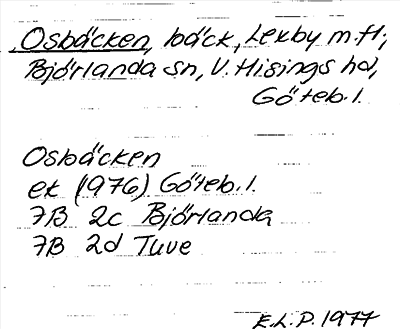 Osbäcken, bäck, Lexby m.fl;
Björlanda sn, V. Hisings hd,
Göteb. l.
Osbäcken
ek (1976) Göteb. l.
7B 2c Björlanda
7B 2d Tuve
E.L.P. 1977